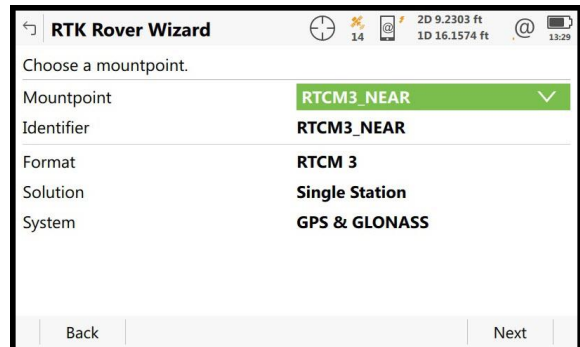 RTK Rover Wizard
14
@
2D 9.2303 ft
1D 16.1574 ft
@
13:29
Choose a mountpoint.
Mountpoint RTCM3_NEAR
Identifier RTCM3_NEAR
Format RTCM 3
Solution Single Station
System GPS & GLONASS
Back Next